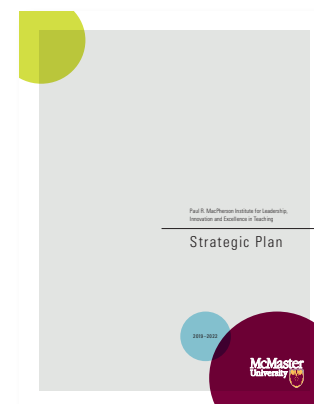 Paul R. MacPherson Institute for Leadership,
Innovation and Excellence in Teaching
Strategic Plan
2016–2022
McMaster
University